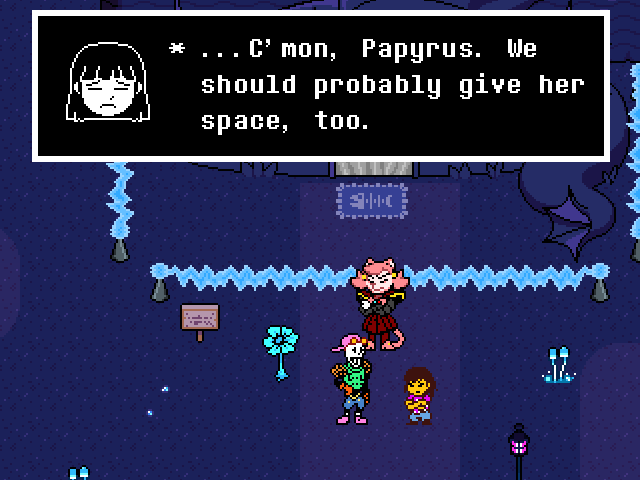 * ...C'mon, Papyrus. We
should probably give her
space, too.